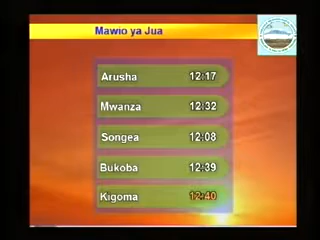 Mawio ya Jua
Arusha 12:17
Mwanza 12:32
Songea 12:08
Bukoba 12:39
Kigoma 12:40